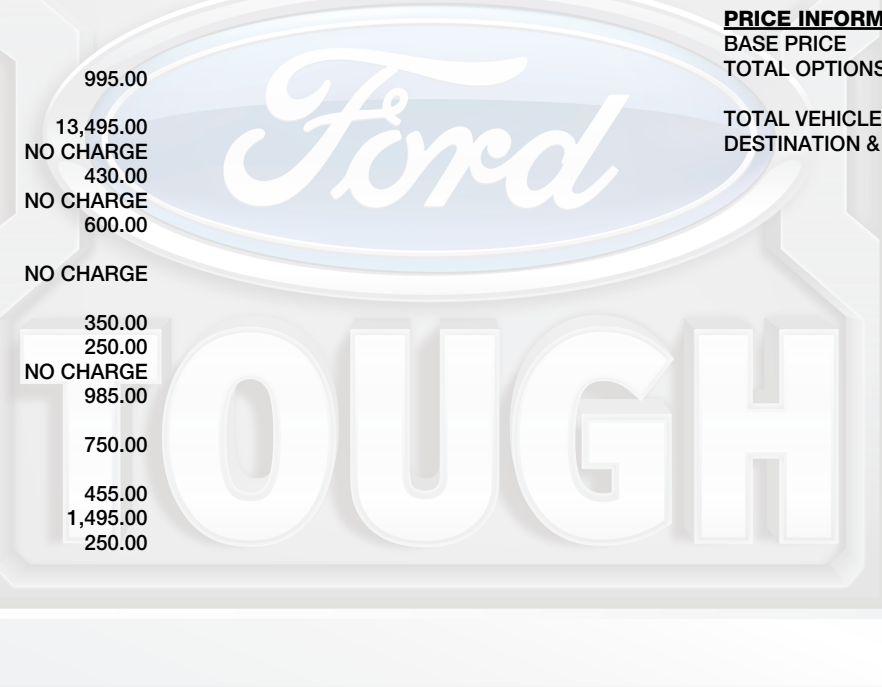 995.00
13,495.00
NO CHARGE
430.00
NO CHARGE
600.00
NO CHARGE
350.00
250.00
NO CHARGE
985.00
750.00
455.00
1,495.00
250.00
PRICE INFORM
BASE PRICE
TOTAL OPTIONS
TOTAL VEHICLE
DESTINATION &
Ford
TOUGH